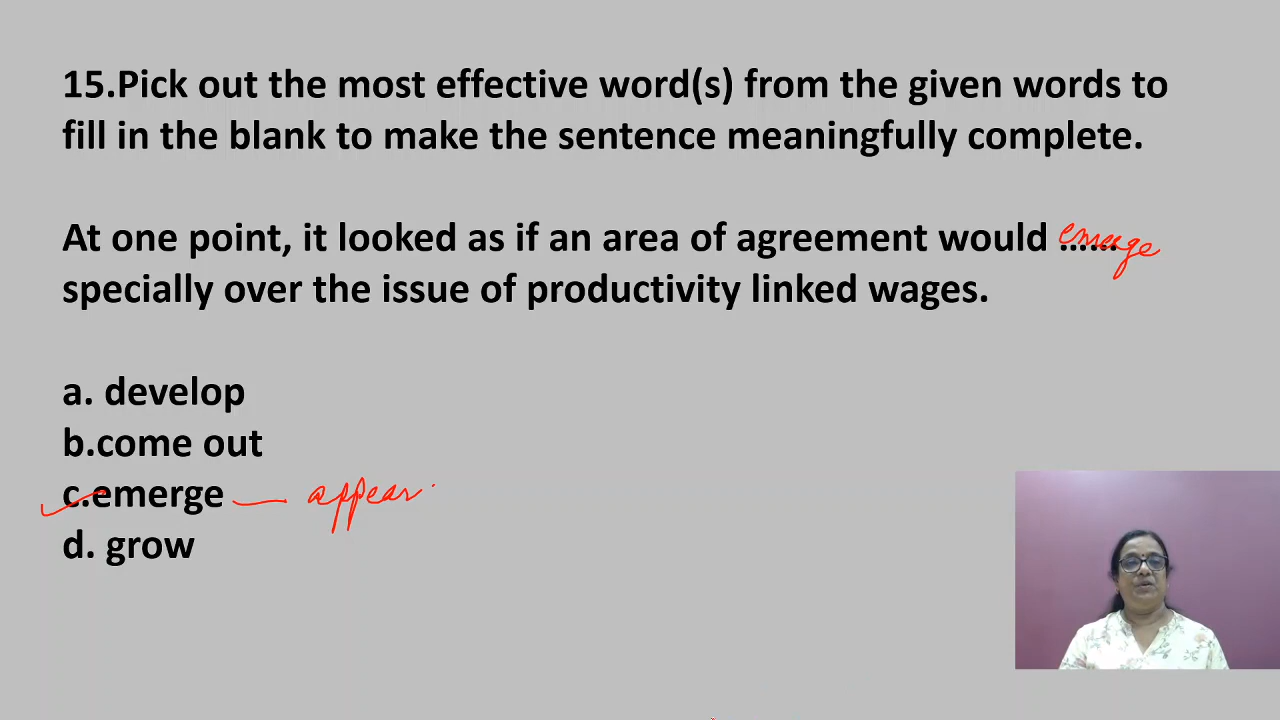 15.Pick out the most effective word(s) from the given words to
fill in the blank to make the sentence meaningfully complete.
At one point, it looked as if an area of agreement would ...... emerge
specially over the issue of productivity linked wages.
a. develop
b.come out
c.emerge — appear
d. grow